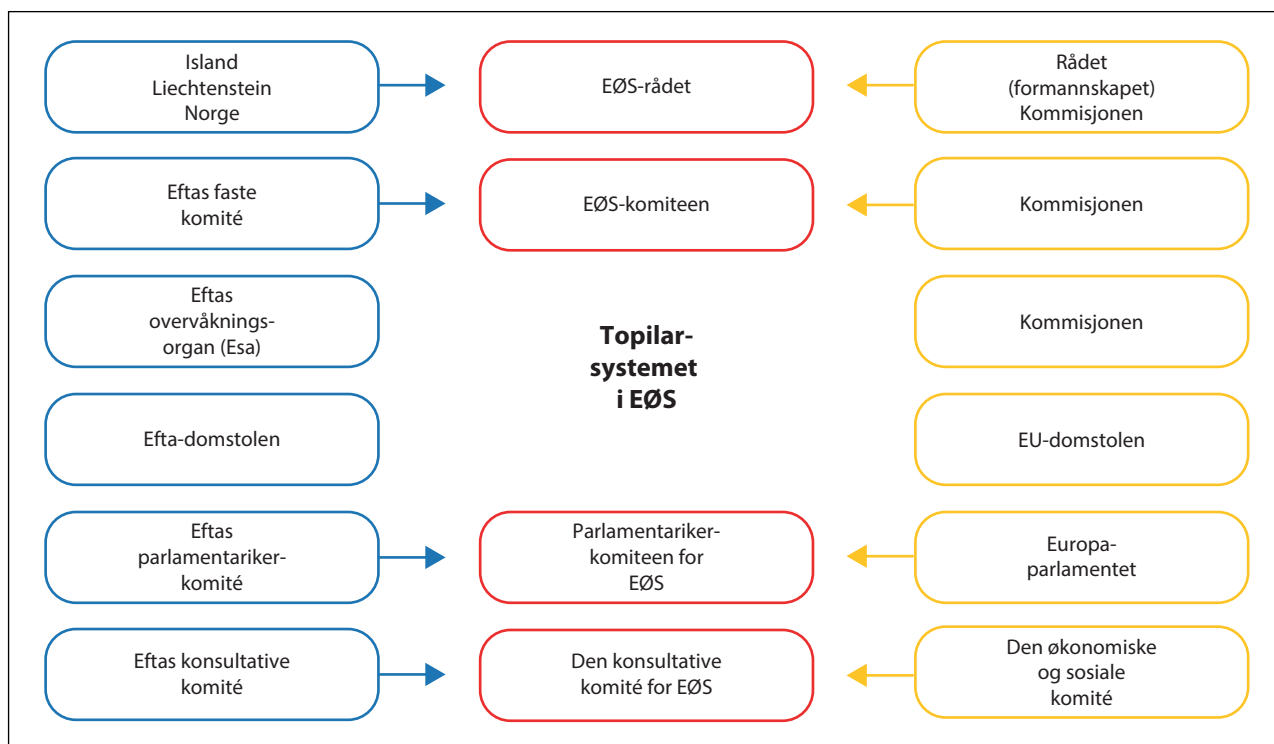 Island
Liechtenstein
Norge
EØS-rådet
Rådet
(formannskapet)
Kommisjonen
Eftas faste
komité
EØS-komiteen
Kommisjonen
Eftas
overvåknings-
organ (Esa)
Topilar-
systemet
i EØS
Kommisjonen
Efta-domstolen
EU-domstolen
Eftas
parlamentariker-
komité
Parlamentariker-
komiteen for
EØS
Europa-
parlamentet
Eftas konsultative
komité
Den konsultative
komité for EØS
Den økonomiske
og sosiale
komité